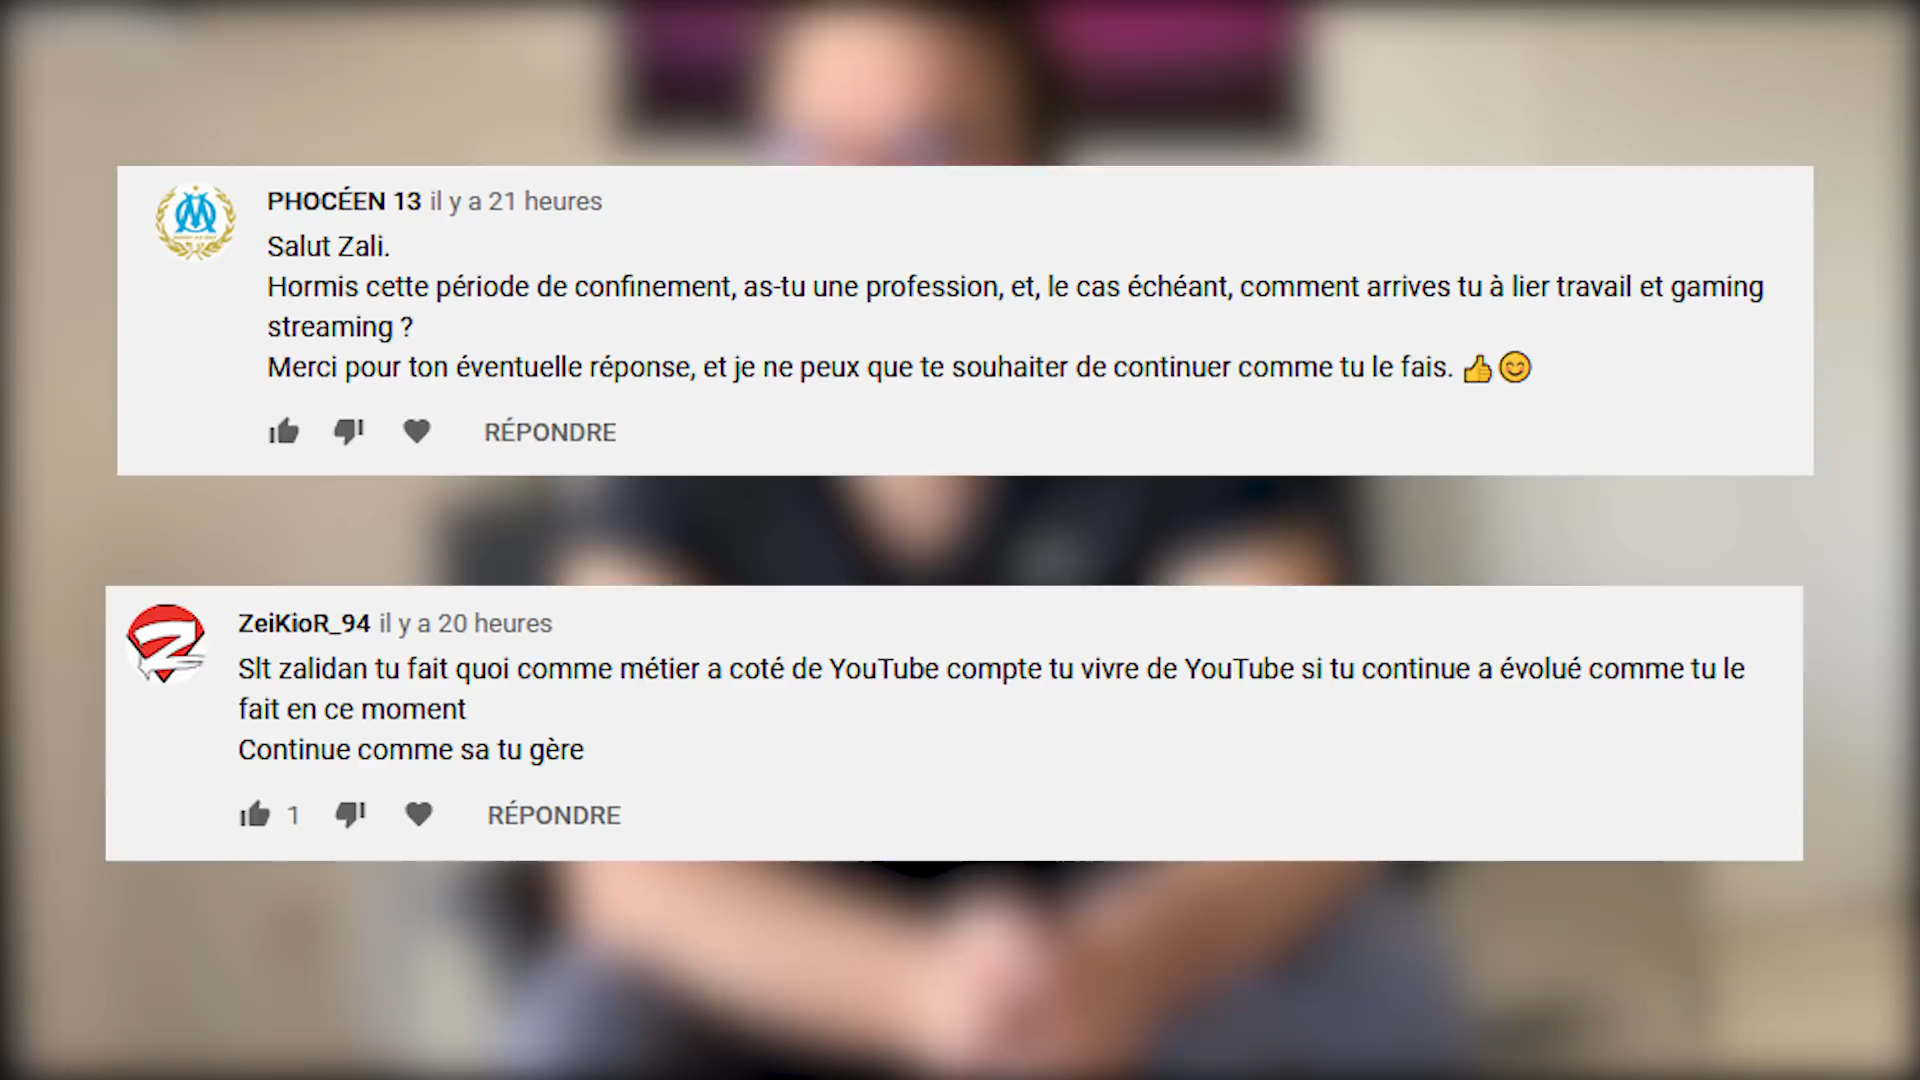 PHOCÉEN 13 il y a 21 heures
Salut Zali.
Hormis cette période de confinement, as-tu une profession, et, le cas échéant, comment arrives tu à lier travail et gaming
streaming ?
Merci pour ton éventuelle réponse, et je ne peux que te souhaiter de continuer comme tu le fais. 👍😊
RÉPONDRE
ZeiKioR_94 il y a 20 heures
Slt zalidan tu fait quoi comme métier a coté de YouTube compte tu vivre de YouTube si tu continue a évolué comme tu le
fait en ce moment
Continue comme sa tu gère
1 RÉPONDRE